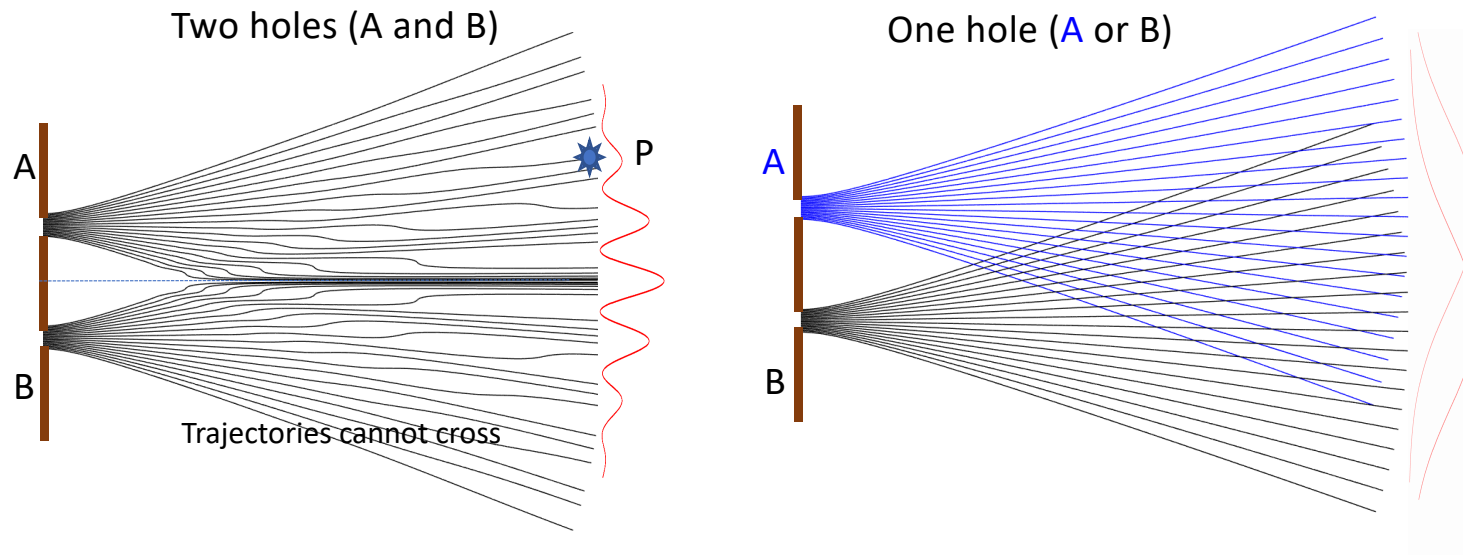 Two holes (A and B)
A
P
B
Trajectories cannot cross
One hole (A or B)
A
B